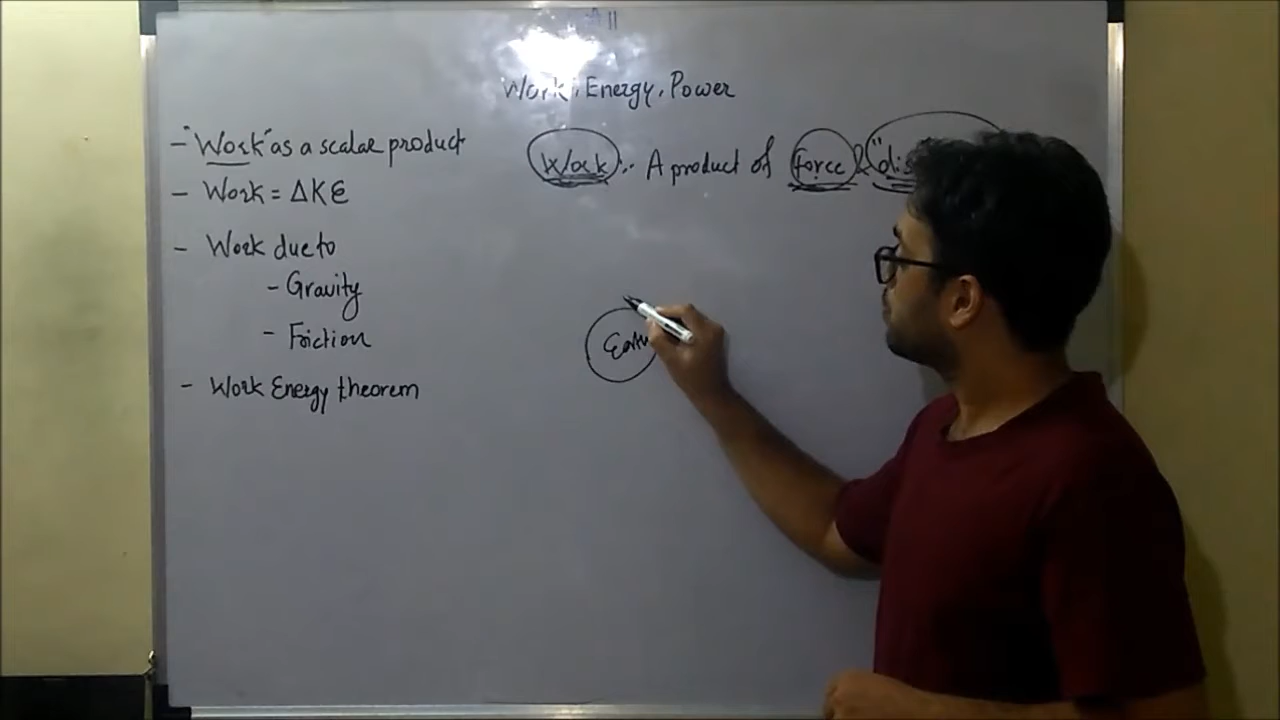 11
Work, Energy, Power
- "Work" as a scalar product
- Work = ΔKE
- Work due to
- Gravity
- Friction
- Work Energy theorem
Work :- A product of force &